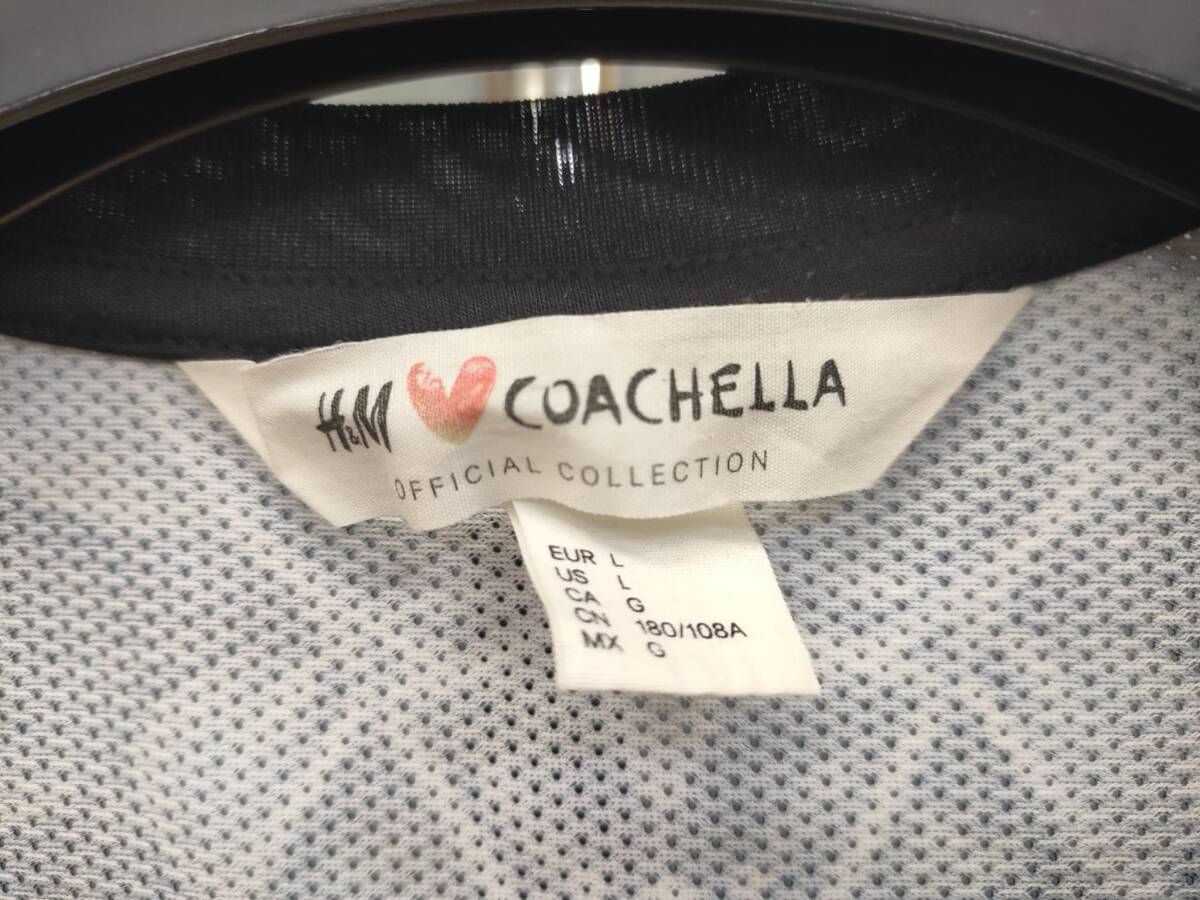 H&M COACHELLA
OFFICIAL COLLECTION
EUR L
US L
CA G
CN 180/108A
MX G